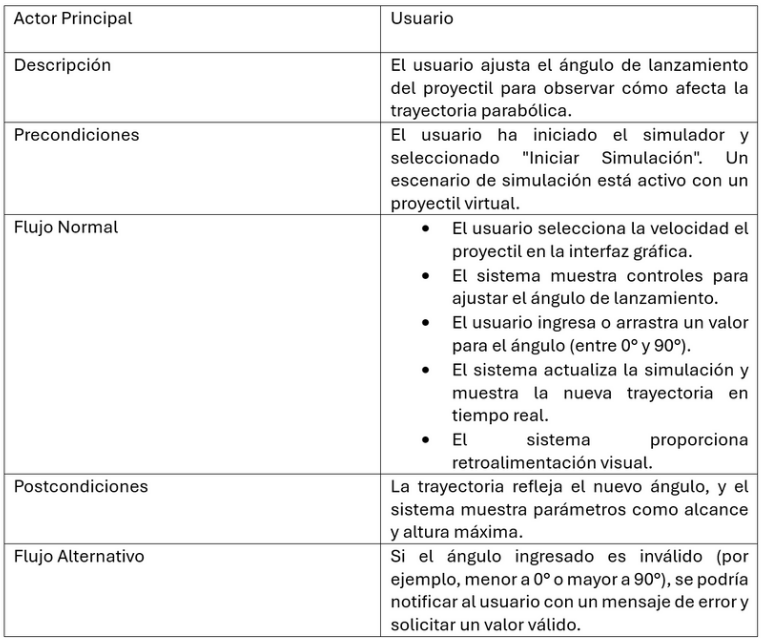 Actor Principal
Usuario
Descripción
El usuario ajusta el ángulo de lanzamiento
del proyectil para observar cómo afecta la
trayectoria parabólica.
Precondiciones
El usuario ha iniciado el simulador y
seleccionado "Iniciar Simulación". Un
escenario de simulación está activo con un
proyectil virtual.
Flujo Normal
• El usuario selecciona la velocidad el
proyectil en la interfaz gráfica.
• El sistema muestra controles para
ajustar el ángulo de lanzamiento.
• El usuario ingresa o arrastra un valor
para el ángulo (entre 0° y 90°).
• El sistema actualiza la simulación y
muestra la nueva trayectoria en
tiempo real.
• El sistema proporciona
retroalimentación visual.
Postcondiciones
La trayectoria refleja el nuevo ángulo, y el
sistema muestra parámetros como alcance
y altura máxima.
Flujo Alternativo
Si el ángulo ingresado es inválido (por
ejemplo, menor a 0° o mayor a 90°), se podría
notificar al usuario con un mensaje de error y
solicitar un valor válido.